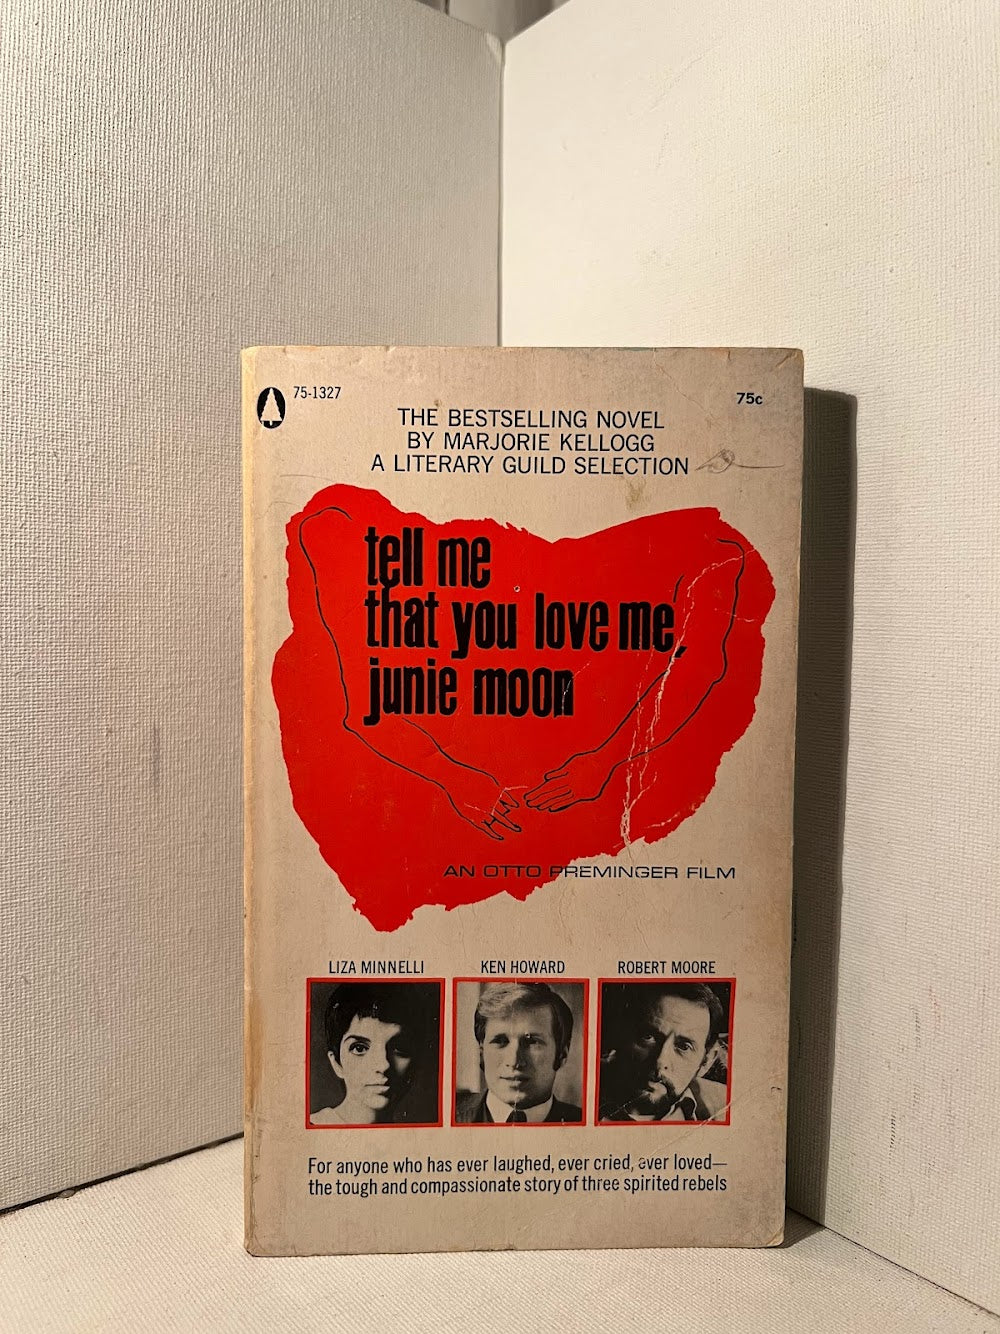 75-1327
75c
THE BESTSELLING NOVEL
BY MARJORIE KELLOGG
A LITERARY GUILD SELECTION
tell me
that you love me,
junie moon
AN OTTO PREMINGER FILM
LIZA MINNELLI
KEN HOWARD
ROBERT MOORE
For anyone who has ever laughed, ever cried, ever loved—
the tough and compassionate story of three spirited rebels